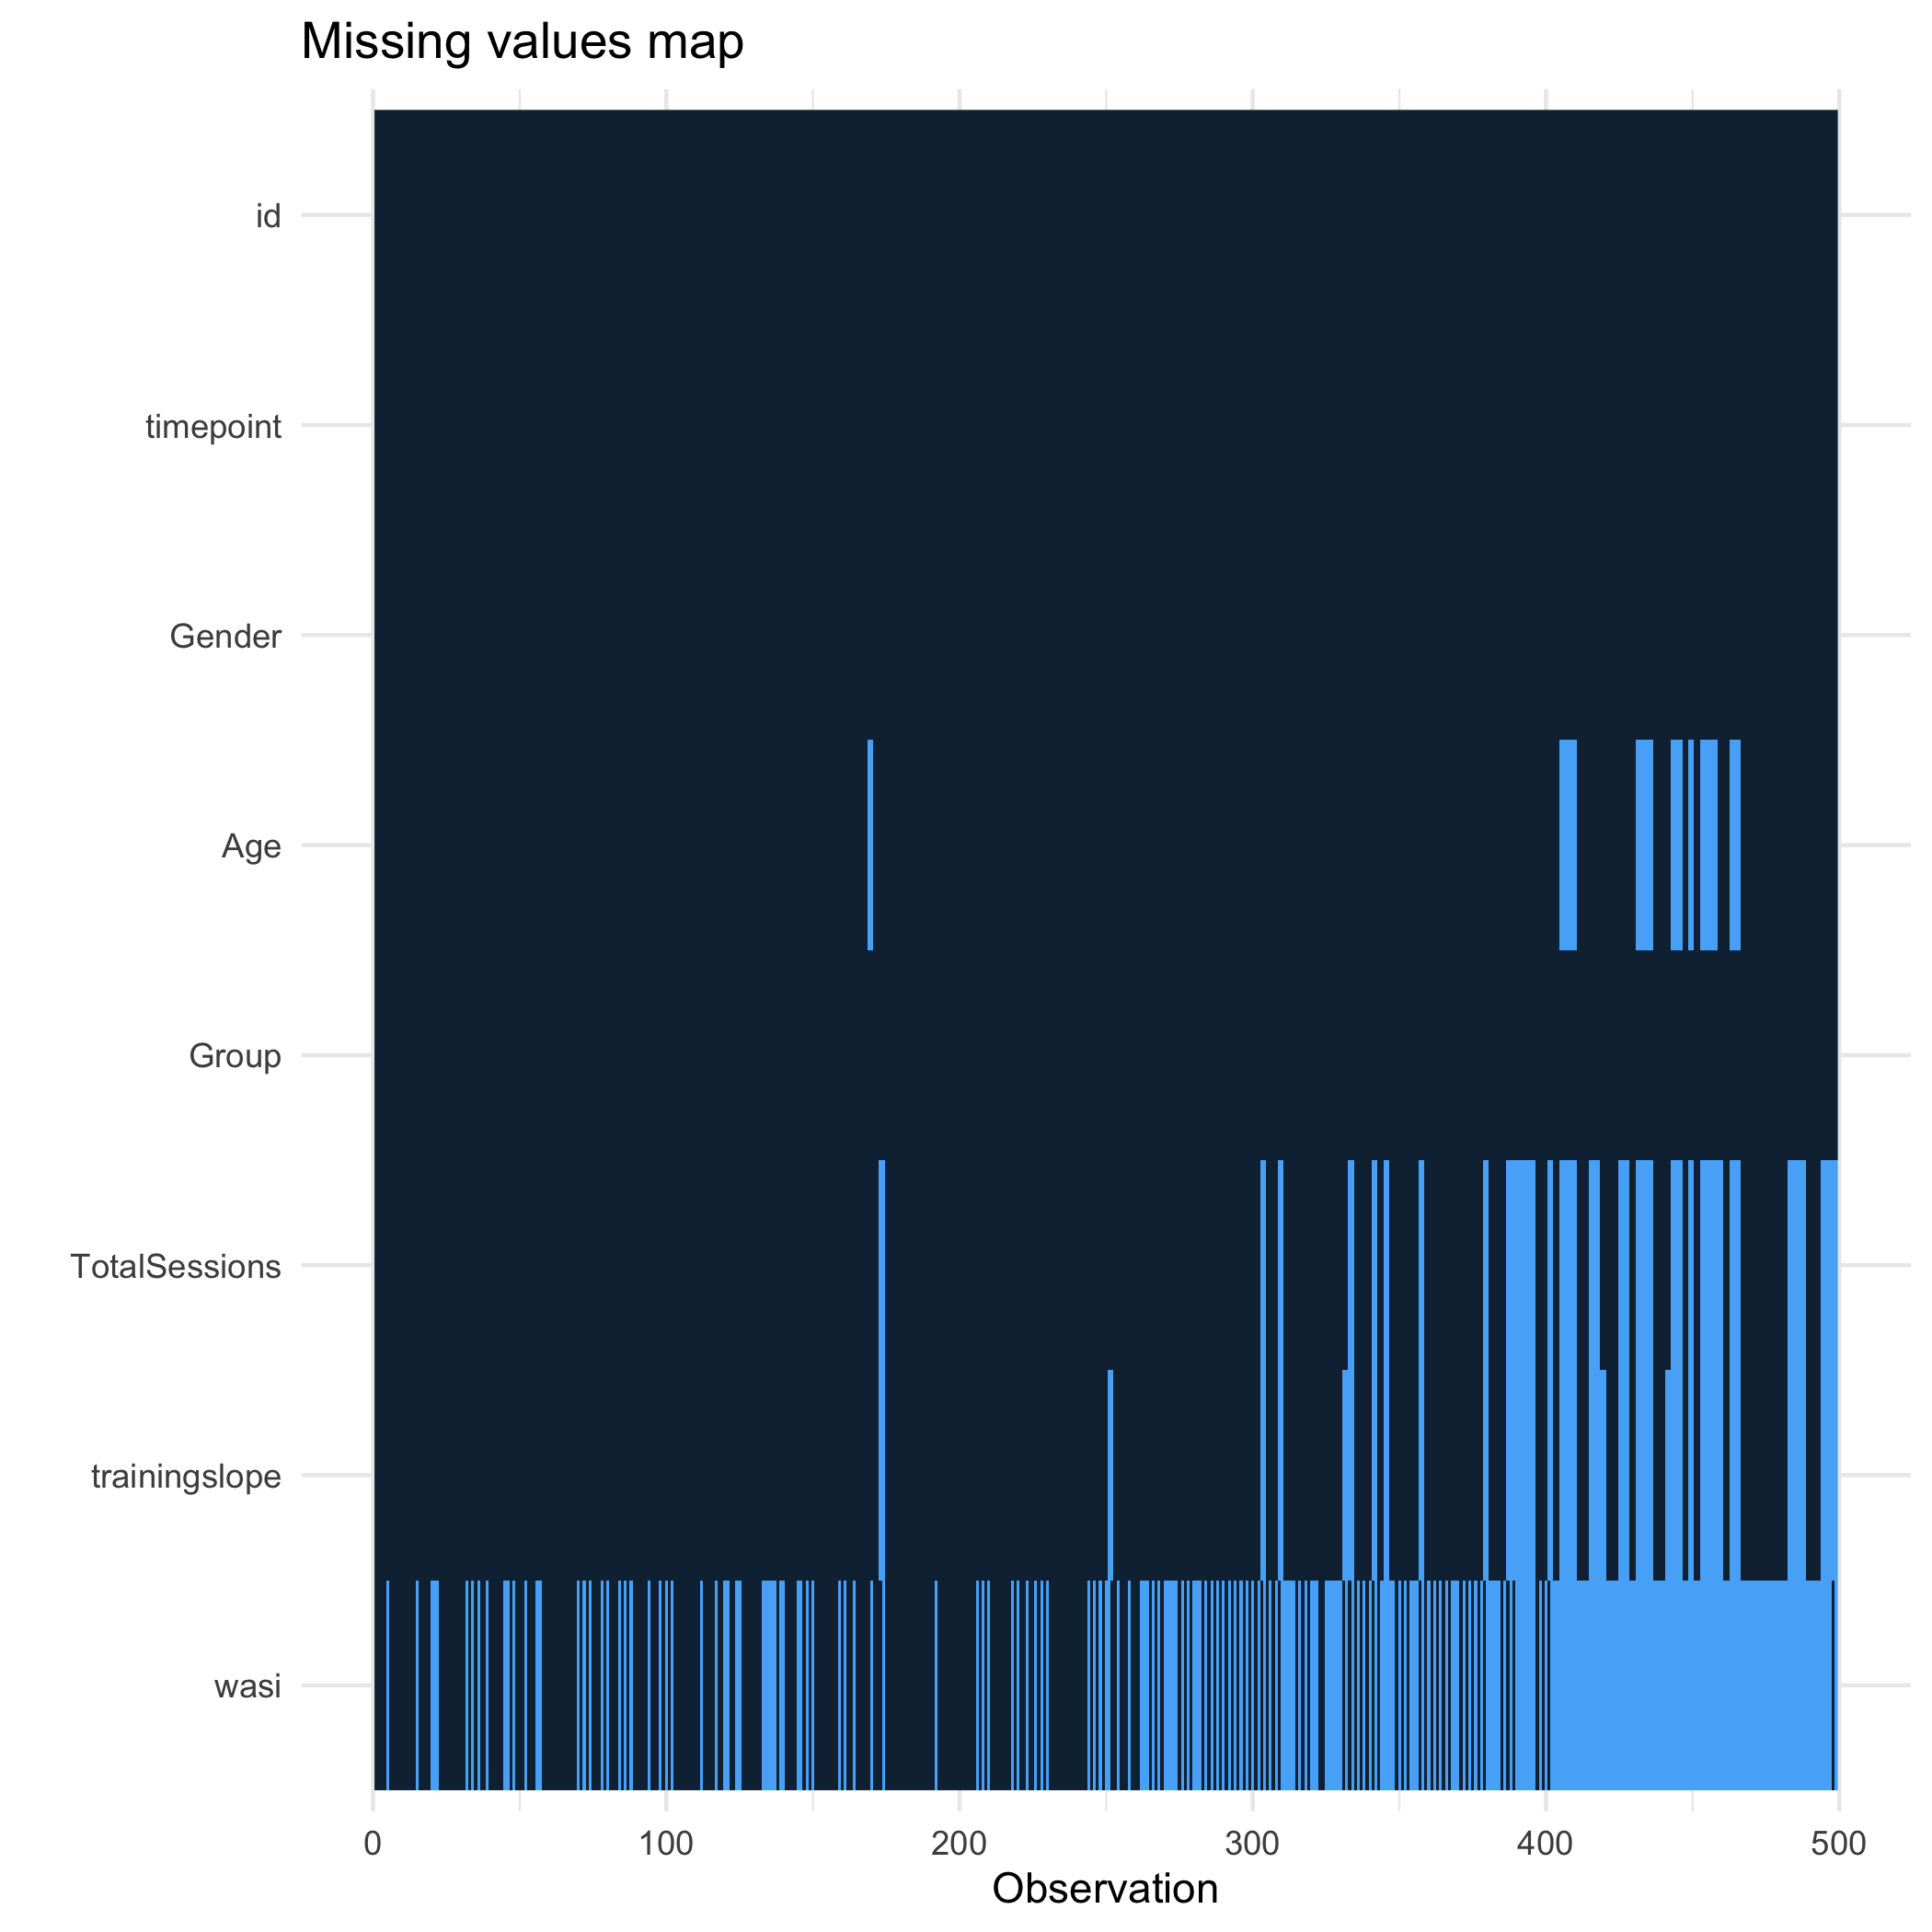 Missing values map
id
timepoint
Gender
Age
Group
TotalSessions
trainingslope
wasi
0 100 200 300 400 500
Observation